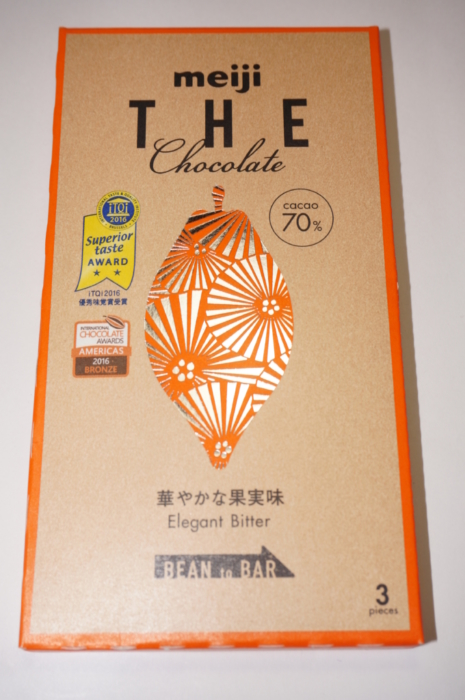 meiji
THE
Chocolate
cacao
70%
iTQi
2016
Superior
taste
AWARD
iTQi 2016
優秀味覚賞受賞
INTERNATIONAL
CHOCOLATE
AWARDS
AMERICAS
2016
BRONZE
華やかな果実味
Elegant Bitter
BEAN to BAR
3
pieces